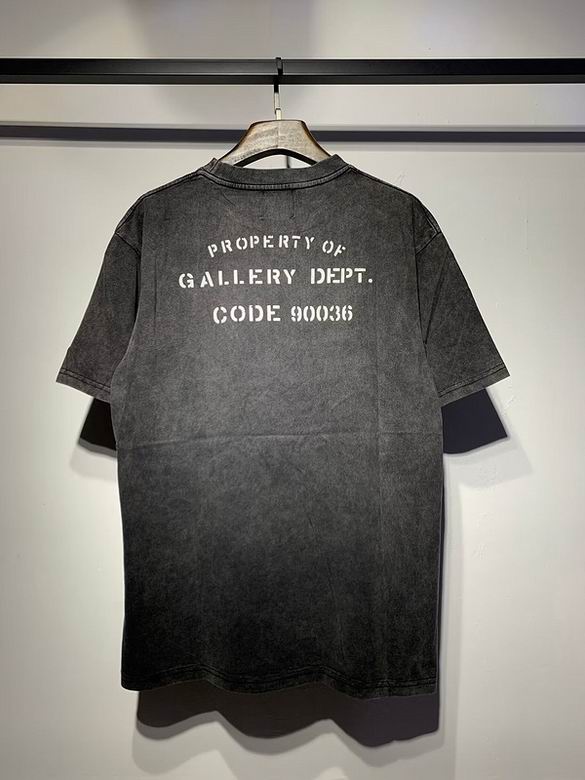 PROPERTY OF
GALLERY DEPT.
CODE 90036